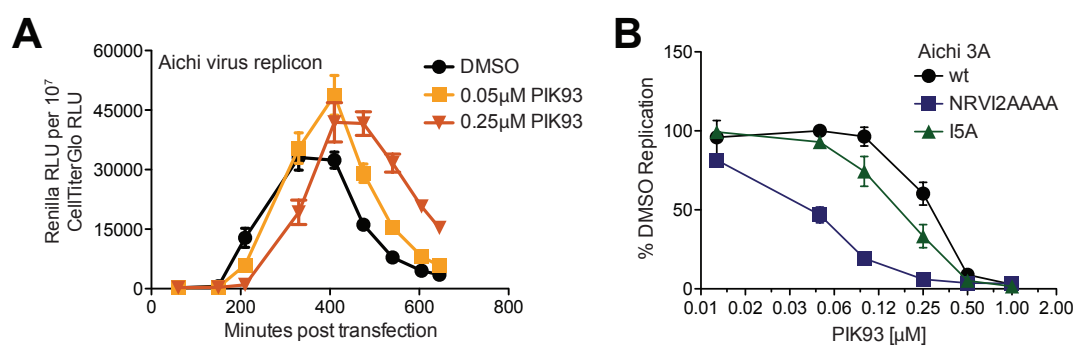 A
Aichi virus replicon
DMSO
0.05µM PIK93
0.25µM PIK93
Renilla RLU per 10⁷
CellTiterGlo RLU
60000
45000
30000
15000
0
0 200 400 600 800
Minutes post transfection
B
Aichi 3A
wt
NRVI2AAAA
I5A
% DMSO Replication
150
100
50
0
0.01 0.03 0.03 0.06 0.12 0.25 0.50 1.00 2.00
PIK93 [µM]